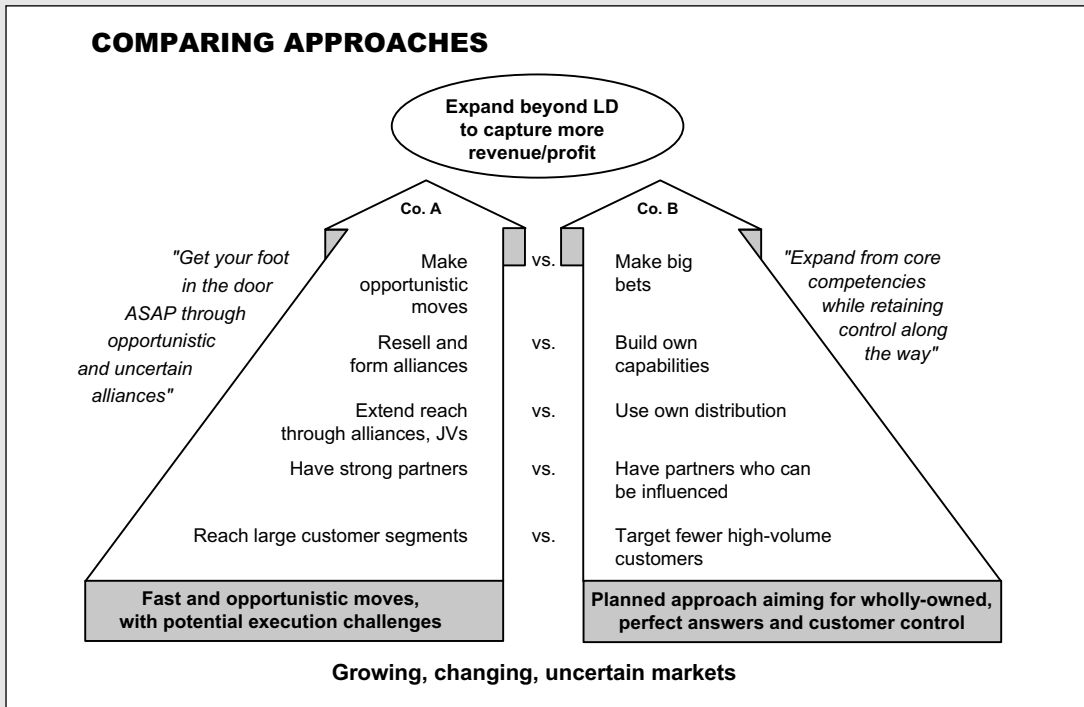 COMPARING APPROACHES
Expand beyond LD
to capture more
revenue/profit
Co. A
Co. B
"Get your foot
in the door
ASAP through
opportunistic
and uncertain
alliances"
Make
opportunistic
moves
vs.
Make big
bets
"Expand from core
competencies
while retaining
control along
the way"
Resell and
form alliances
vs.
Build own
capabilities
Extend reach
through alliances, JVs
vs.
Use own distribution
Have strong partners
vs.
Have partners who can
be influenced
Reach large customer segments
vs.
Target fewer high-volume
customers
Fast and opportunistic moves,
with potential execution challenges
Planned approach aiming for wholly-owned,
perfect answers and customer control
Growing, changing, uncertain markets